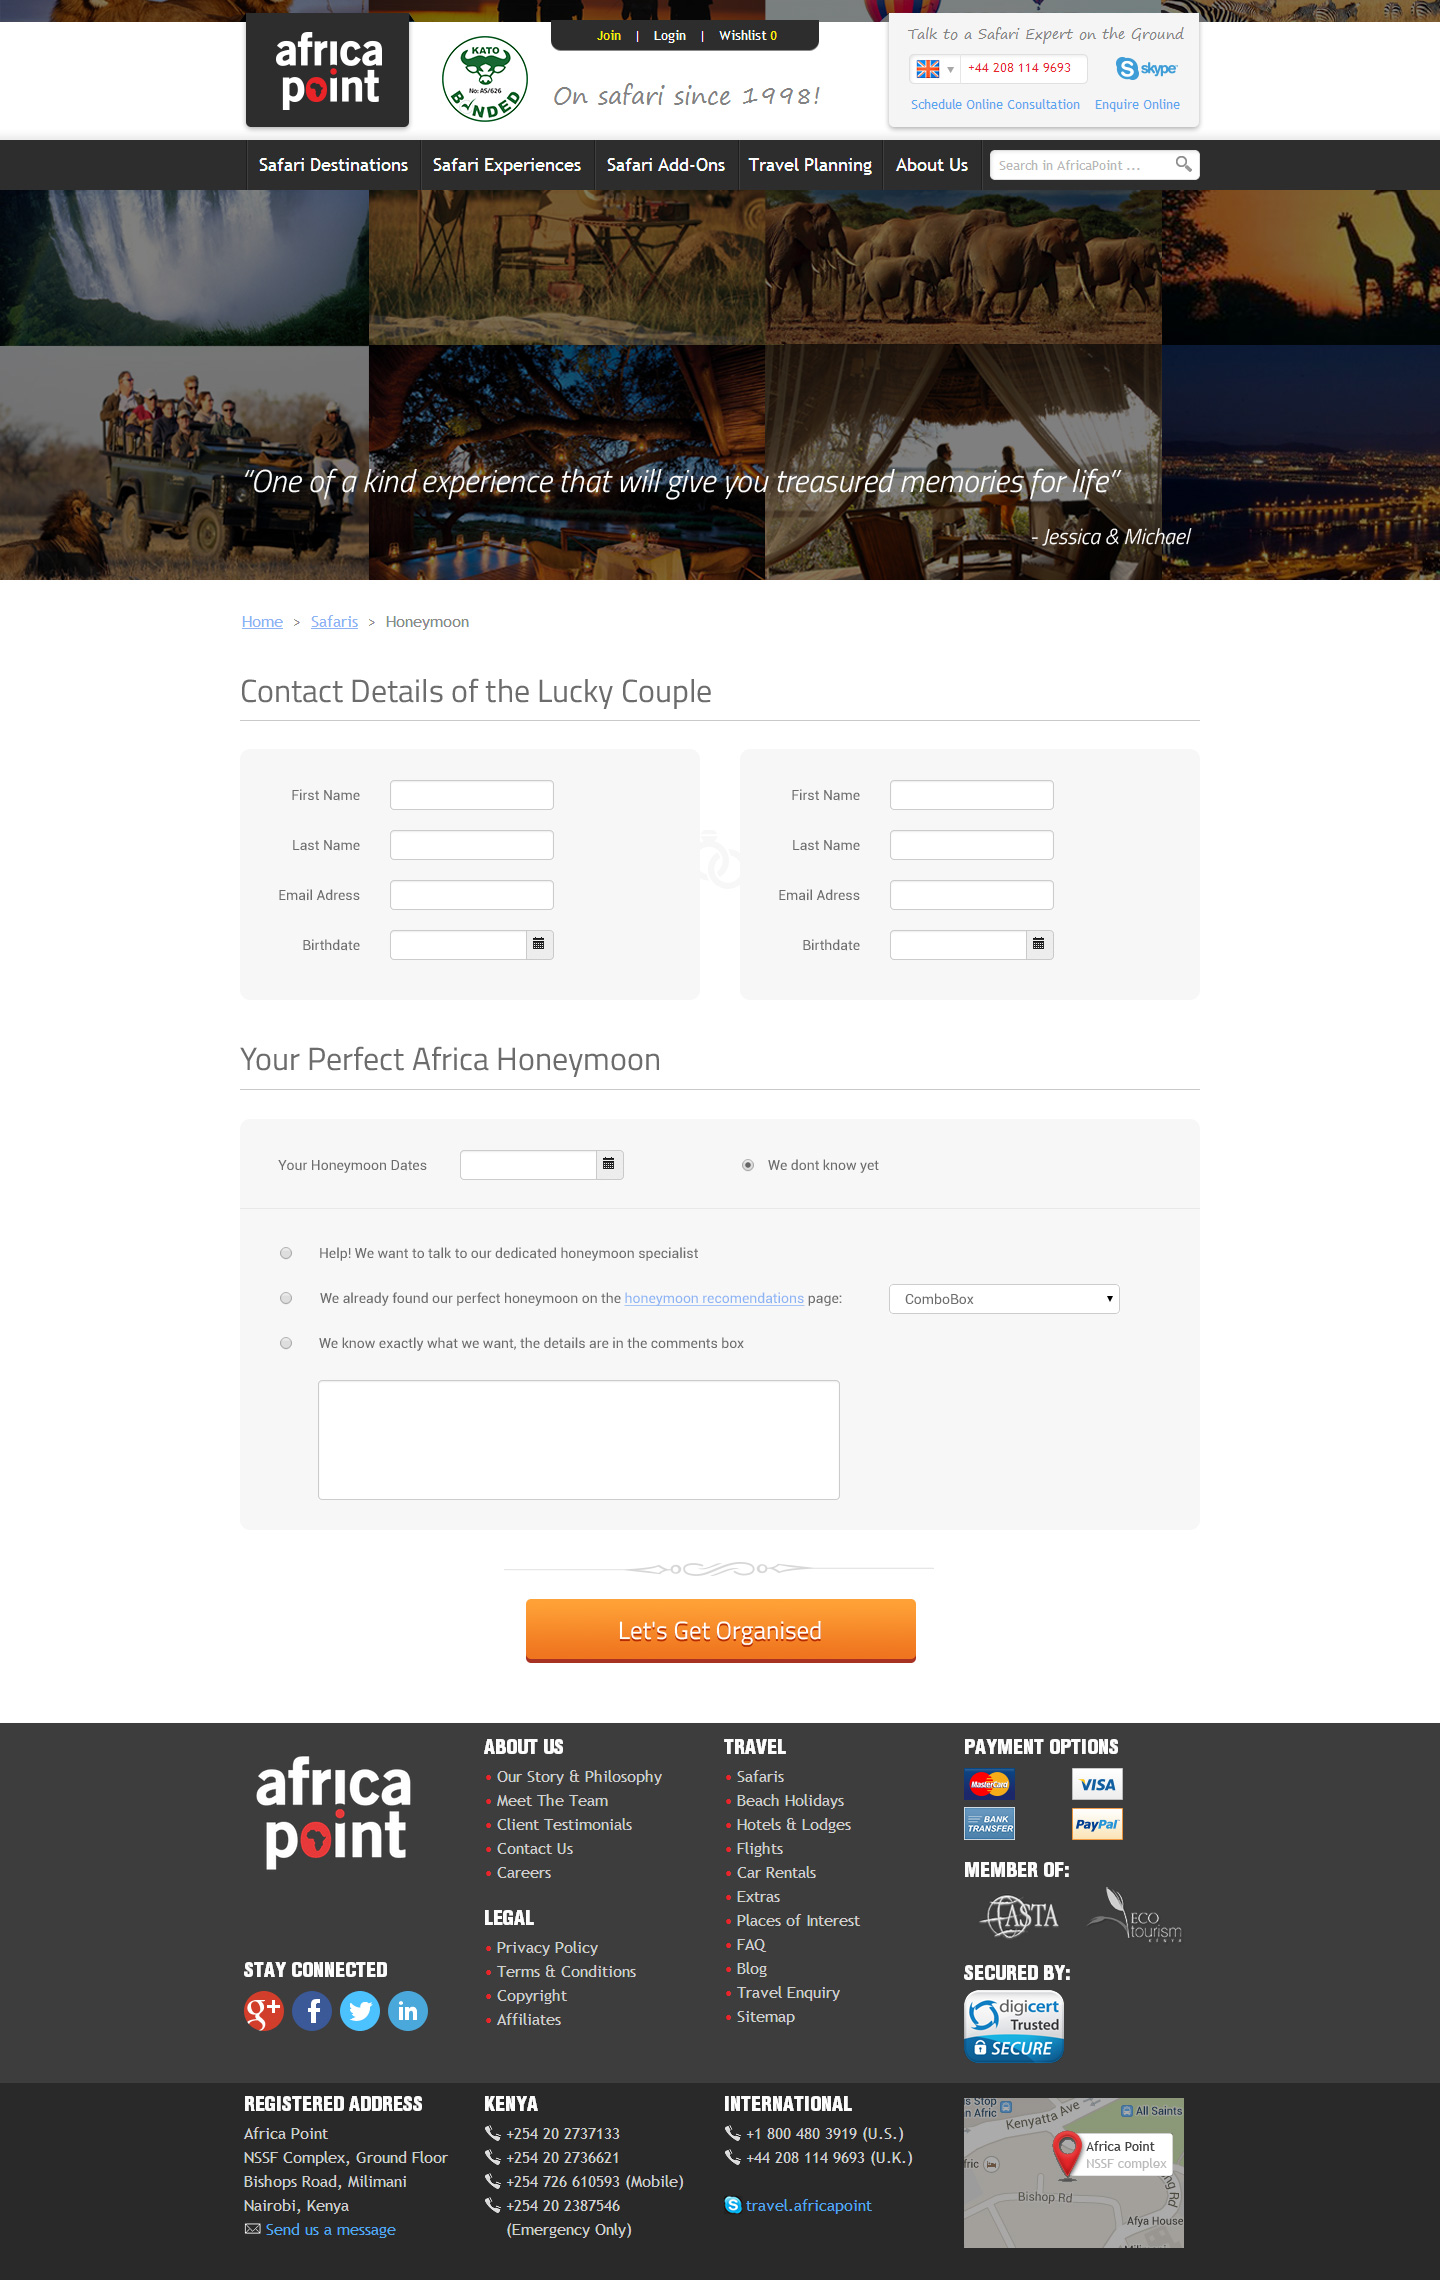 africa
point
KATO
No: AS/626
BONDED
Join | Login | Wishlist 0
On safari since 1998!
Talk to a Safari Expert on the Ground
+44 208 114 9693
skype
Schedule Online Consultation Enquire Online
Safari Destinations Safari Experiences Safari Add-Ons Travel Planning About Us Search in AfricaPoint ...
“One of a kind experience that will give you treasured memories for life”
- Jessica & Michael
Home > Safaris > Honeymoon
Contact Details of the Lucky Couple
First Name
Last Name
Email Adress
Birthdate
First Name
Last Name
Email Adress
Birthdate
Your Perfect Africa Honeymoon
Your Honeymoon Dates
We dont know yet
Help! We want to talk to our dedicated honeymoon specialist
We already found our perfect honeymoon on the honeymoon recomendations page:
ComboBox
We know exactly what we want, the details are in the comments box
Let's Get Organised
africa
point
STAY CONNECTED
g+ f in
ABOUT US
• Our Story & Philosophy
• Meet The Team
• Client Testimonials
• Contact Us
• Careers
LEGAL
• Privacy Policy
• Terms & Conditions
• Copyright
• Affiliates
TRAVEL
• Safaris
• Beach Holidays
• Hotels & Lodges
• Flights
• Car Rentals
• Extras
• Places of Interest
• FAQ
• Blog
• Travel Enquiry
• Sitemap
PAYMENT OPTIONS
MasterCard
VISA
BANK
TRANSFER
PayPal
MEMBER OF:
ASTA
ECO
tourism
KENYA
SECURED BY:
digicert
Trusted
SECURE
REGISTERED ADDRESS
Africa Point
NSSF Complex, Ground Floor
Bishops Road, Milimani
Nairobi, Kenya
Send us a message
KENYA
+254 20 2737133
+254 20 2736621
+254 726 610593 (Mobile)
+254 20 2387546
(Emergency Only)
INTERNATIONAL
+1 800 480 3919 (U.S.)
+44 208 114 9693 (U.K.)
travel.africapoint
s Stop
n Afric
Kenyatta Ave
All Saints
Africa Point
NSSF complex
fric
Bishop Rd
ng Rd
Afya House